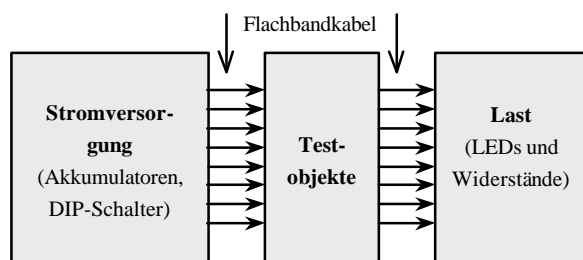 Flachbandkabel
Stromversor-
gung
(Akkumulatoren,
DIP-Schalter)
Test-
objekte
Last
(LEDs und
Widerstände)